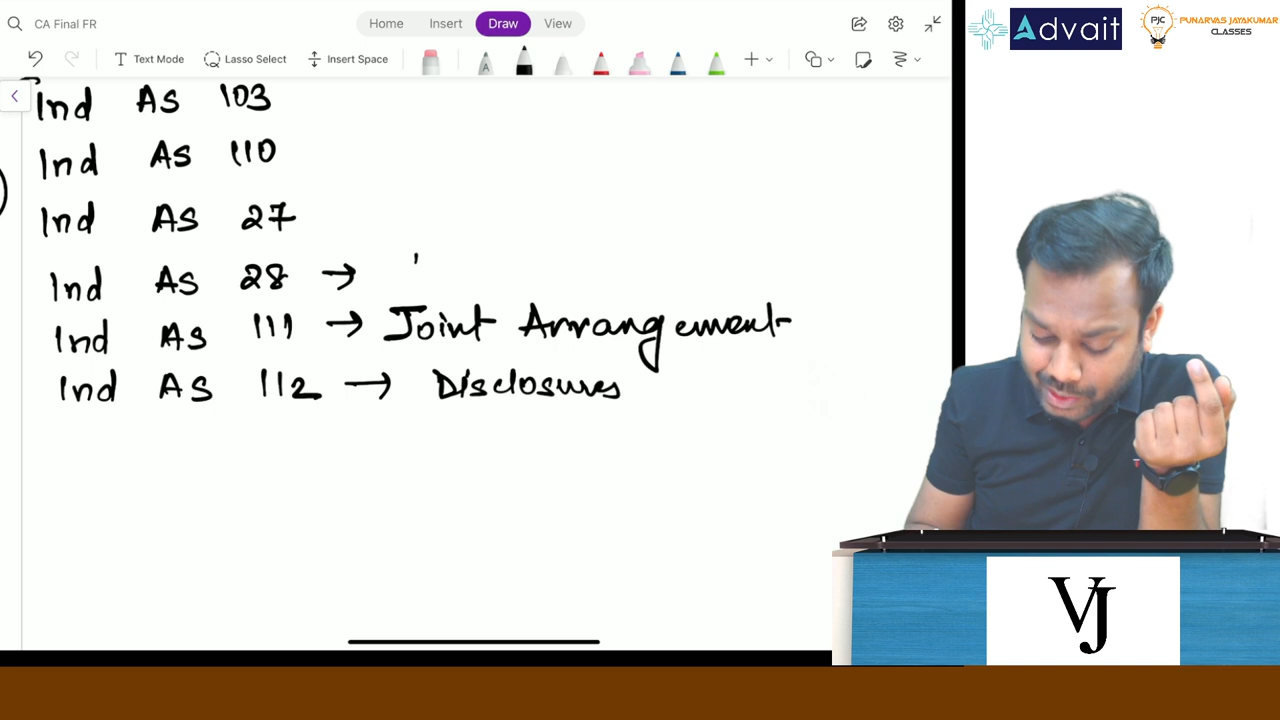 CA Final FR
Home Insert Draw View
Text Mode Lasso Select Insert Space
Advait
PJC PUNARVAS JAYAKUMAR
CLASSES
Ind AS 103
Ind AS 110
Ind AS 27
Ind AS 28 →
Ind AS 111 → Joint Arrangement
Ind AS 112 → Disclosures
VJ